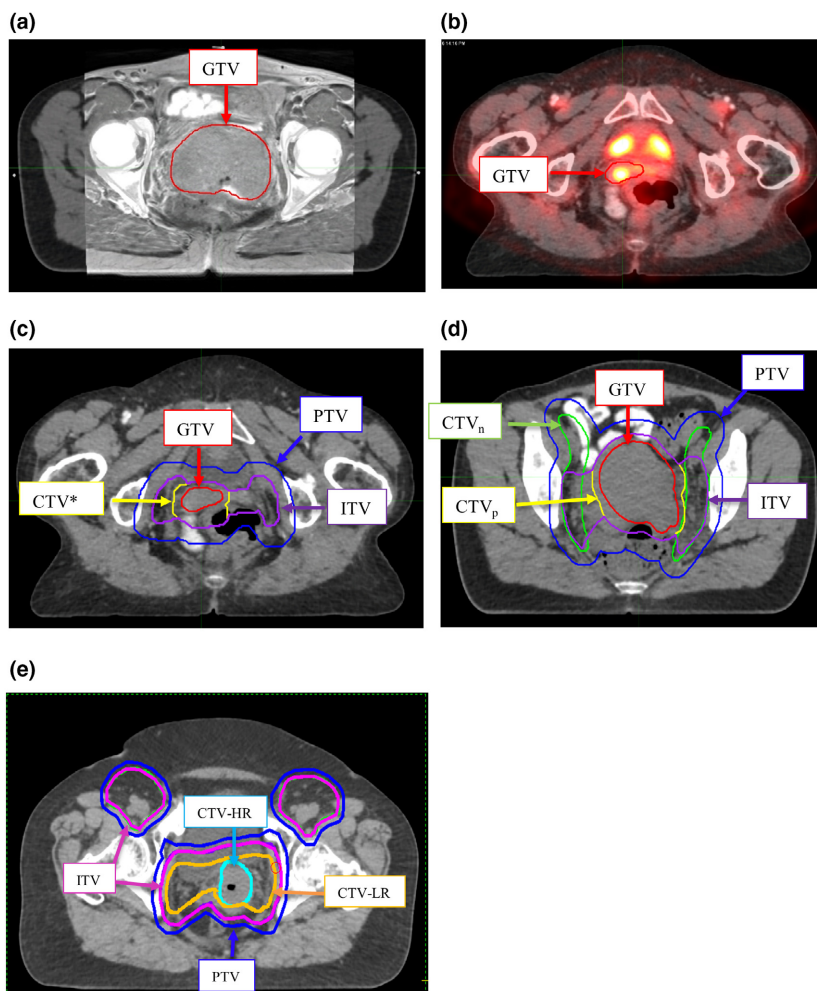 (a)
GTV
(b)
GTV
(c)
GTV
PTV
CTV*
ITV
(d)
GTV
PTV
CTVₙ
CTVₚ
ITV
(e)
CTV-HR
ITV
CTV-LR
PTV